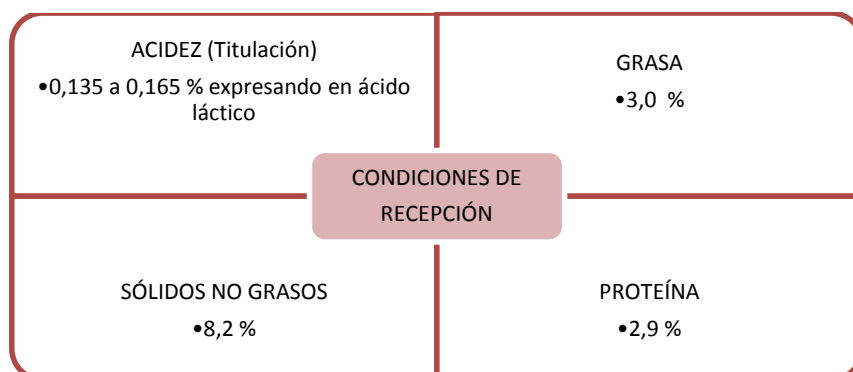 ACIDEZ (Titulación)
•0,135 a 0,165 % expresando en ácido
láctico
GRASA
•3,0 %
CONDICIONES DE
RECEPCIÓN
SÓLIDOS NO GRASOS
•8,2 %
PROTEÍNA
•2,9 %